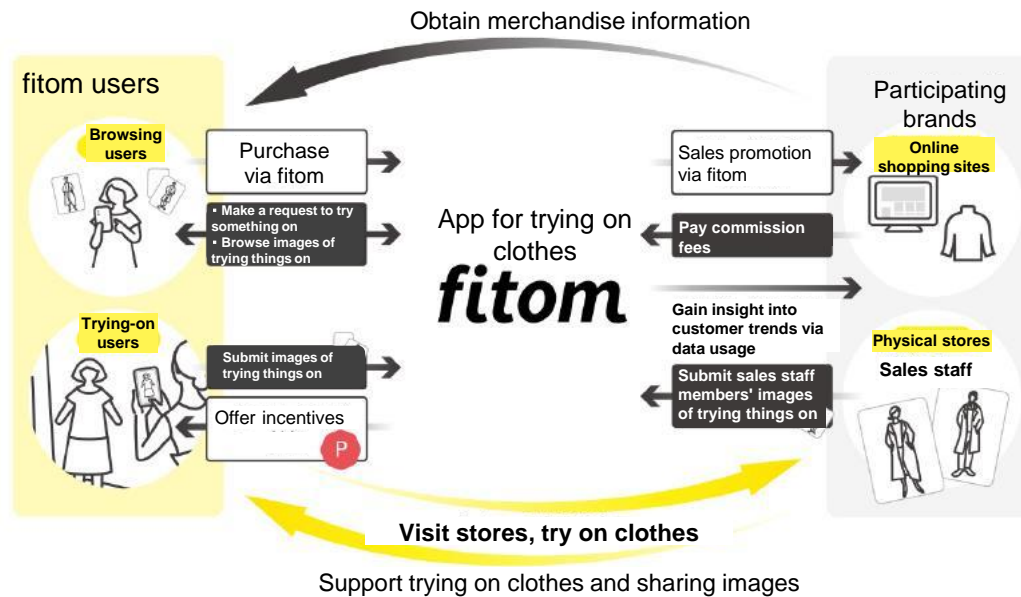 Obtain merchandise information
fitom users
Browsing
users
Purchase
via fitom
▪ Make a request to try
something on
▪ Browse images of
trying things on
Trying-on
users
Submit images of
trying things on
Offer incentives
P
App for trying on
clothes
fitom
Sales promotion
via fitom
Pay commission
fees
Gain insight into
customer trends via
data usage
Submit sales staff
members' images
of trying things on
Participating
brands
Online
shopping sites
Physical stores
Sales staff
Visit stores, try on clothes
Support trying on clothes and sharing images